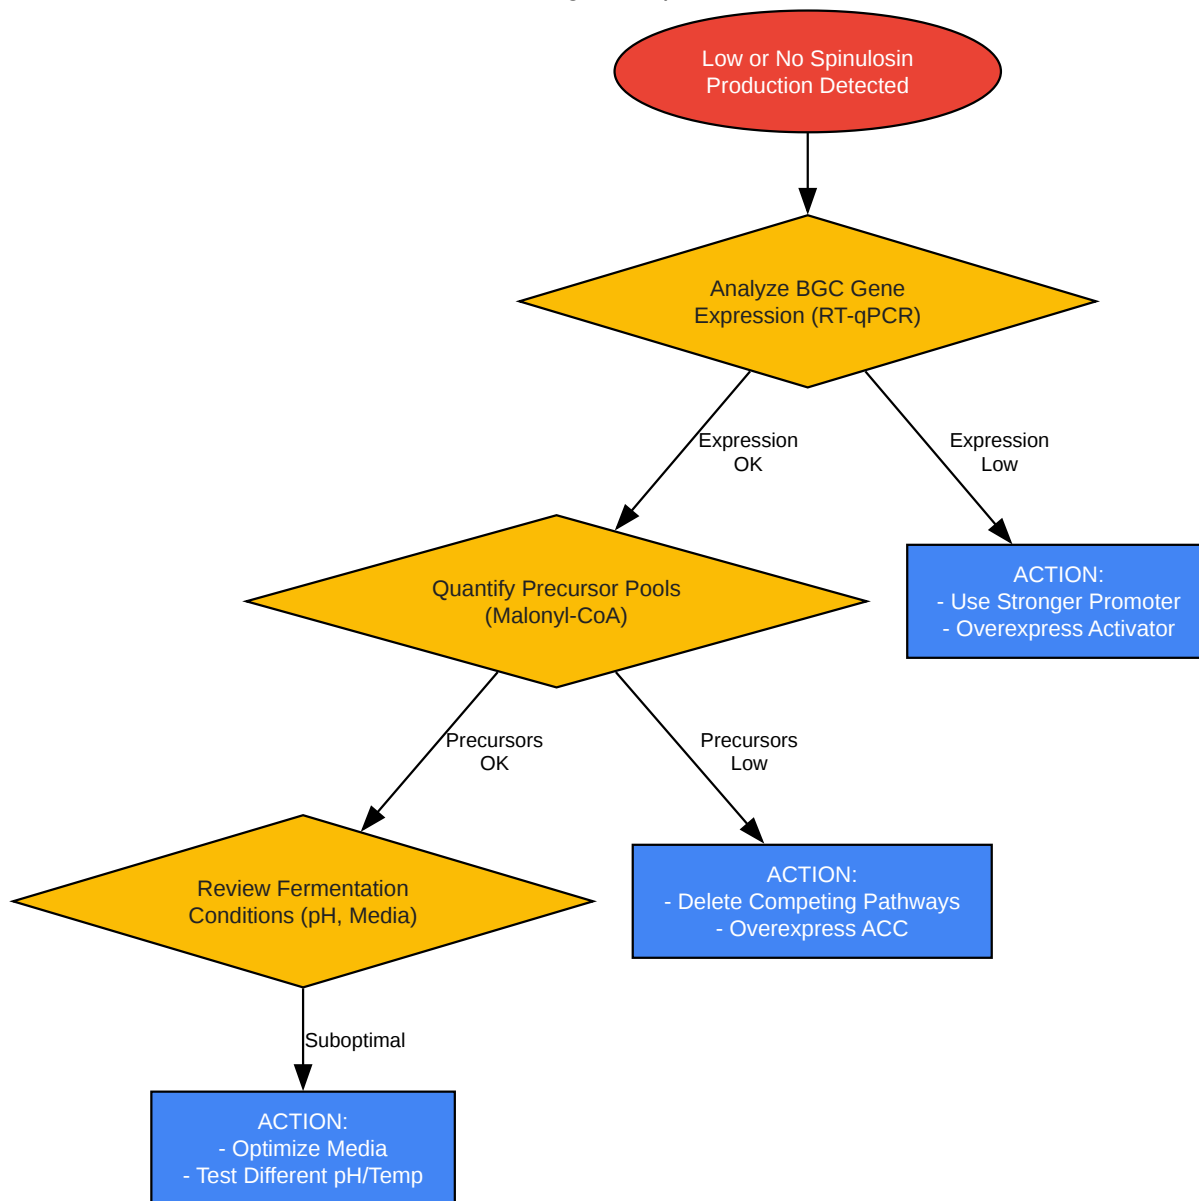 Low or No Spinulosin
Production Detected
Analyze BGC Gene
Expression (RT-qPCR)
Expression
OK
Expression
Low
Quantify Precursor Pools
(Malonyl-CoA)
ACTION:
- Use Stronger Promoter
- Overexpress Activator
Precursors
OK
Precursors
Low
Review Fermentation
Conditions (pH, Media)
ACTION:
- Delete Competing Pathways
- Overexpress ACC
Suboptimal
ACTION:
- Optimize Media
- Test Different pH/Temp